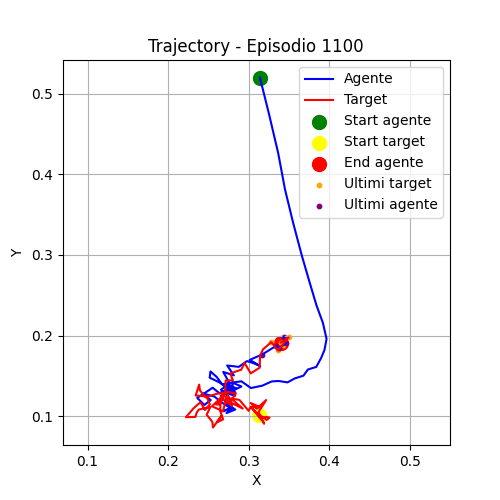 Trajectory - Episodio 1100
Agente
Target
Start agente
Start target
End agente
Ultimi target
Ultimi agente
Y
0.5
0.4
0.3
0.2
0.1
0.1
0.2
0.3
0.4
0.5
X